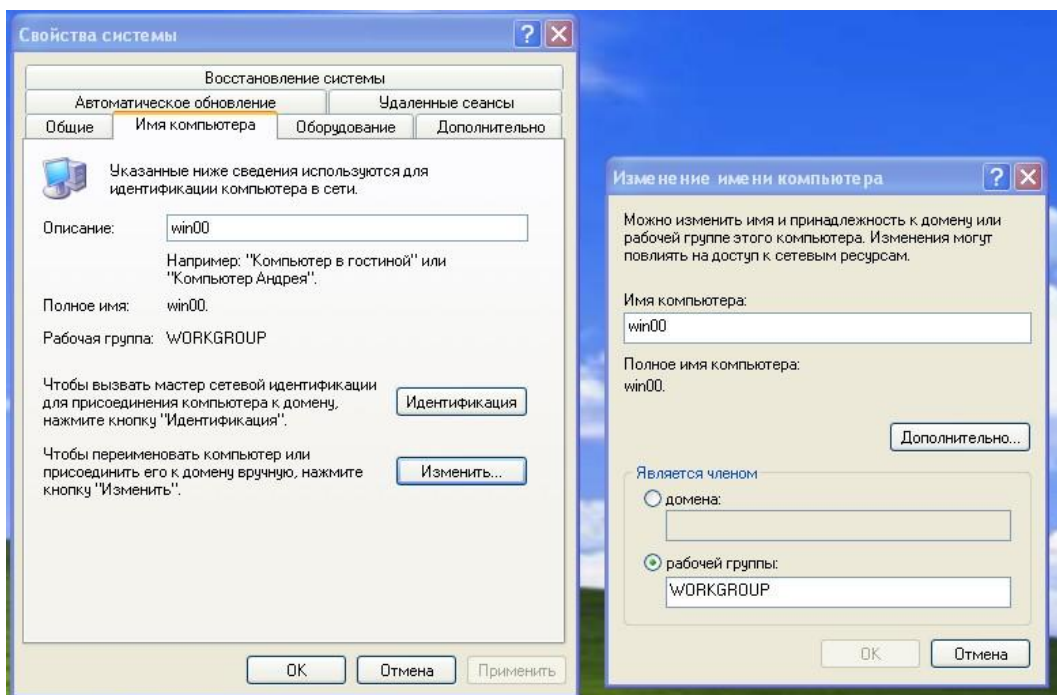 Свойства системы
Восстановление системы
Автоматическое обновление
Удаленные сеансы
Общие
Имя компьютера
Оборудование
Дополнительно
Указанные ниже сведения используются для
идентификации компьютера в сети.
Описание:
win00
Например: "Компьютер в гостиной" или
"Компьютер Андрея".
Полное имя:
win00.
Рабочая группа:
WORKGROUP
Чтобы вызвать мастер сетевой идентификации
для присоединения компьютера к домену,
нажмите кнопку "Идентификация".
Идентификация
Чтобы переименовать компьютер или
присоединить его к домену вручную, нажмите
кнопку "Изменить".
Изменить...
OK
Отмена
Применить
Изменение имени компьютера
Можно изменить имя и принадлежность к домену или
рабочей группе этого компьютера. Изменения могут
повлиять на доступ к сетевым ресурсам.
Имя компьютера:
win00
Полное имя компьютера:
win00.
Дополнительно...
Является членом
домена:
рабочей группы:
WORKGROUP
OK
Отмена